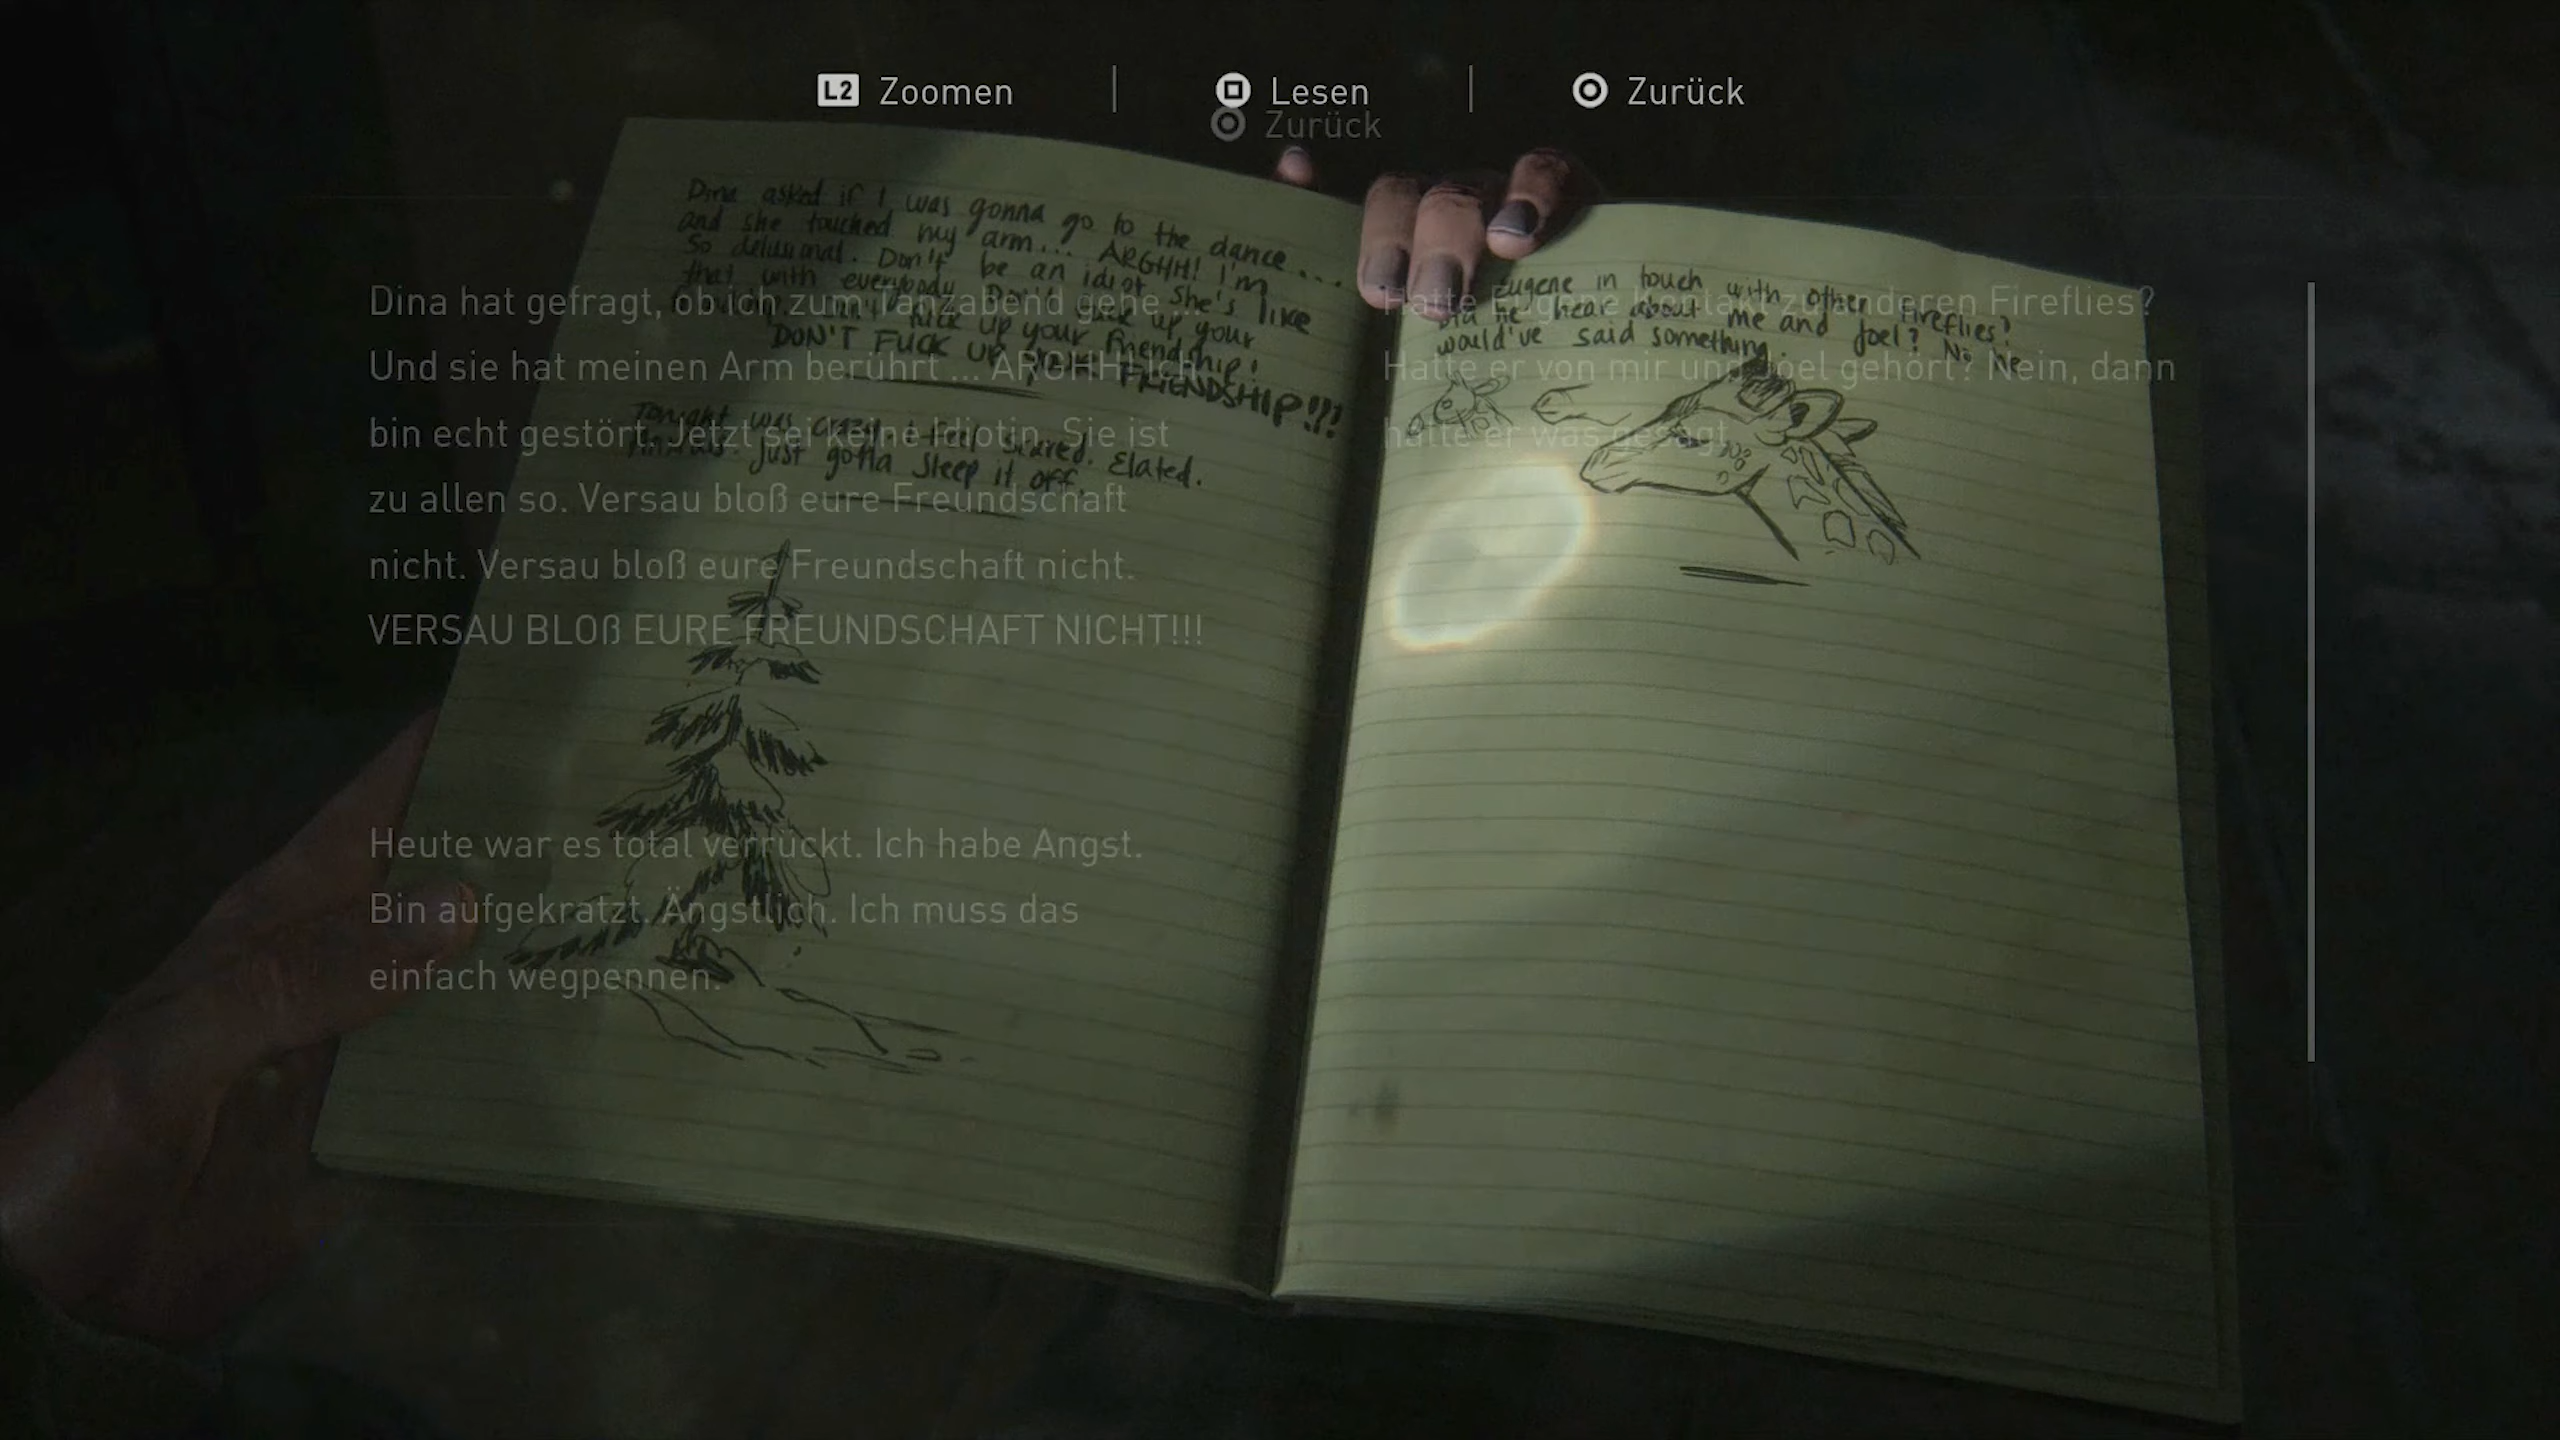 L2 Zoomen
Lesen
Zurück
Zurück
Dina asked if I was gonna go to the dance ....
and she touched my arm... ARGHH! I'm
so delusional. Don't be an idiot. She's like
that with everybody. Don't fuck up your
friendship. Don't fuck up your friendship!
DON'T FUCK UP YOUR FRIENDSHIP!!!
Tonight was crazy. I feel scared. Elated.
Just gotta sleep it off.
Eugene in touch with other Fireflies?
Did he hear about me and Joel? No he
would've said something.
Dina hat gefragt, ob ich zum Tanzabend gehe ...
Und sie hat meinen Arm berührt ... ARGHH! Ich
bin echt gestört. Jetzt sei keine Idiotin. Sie ist
zu allen so. Versau bloß eure Freundschaft
nicht. Versau bloß eure Freundschaft nicht.
VERSAU BLOß EURE FREUNDSCHAFT NICHT!!!
Heute war es total verrückt. Ich habe Angst.
Bin aufgekratzt. Ängstlich. Ich muss das
einfach wegpennen.
Hatte Eugene Kontakt zu anderen Fireflies?
Hatte er von mir und Joel gehört? Nein, dann
hätte er was gesagt.